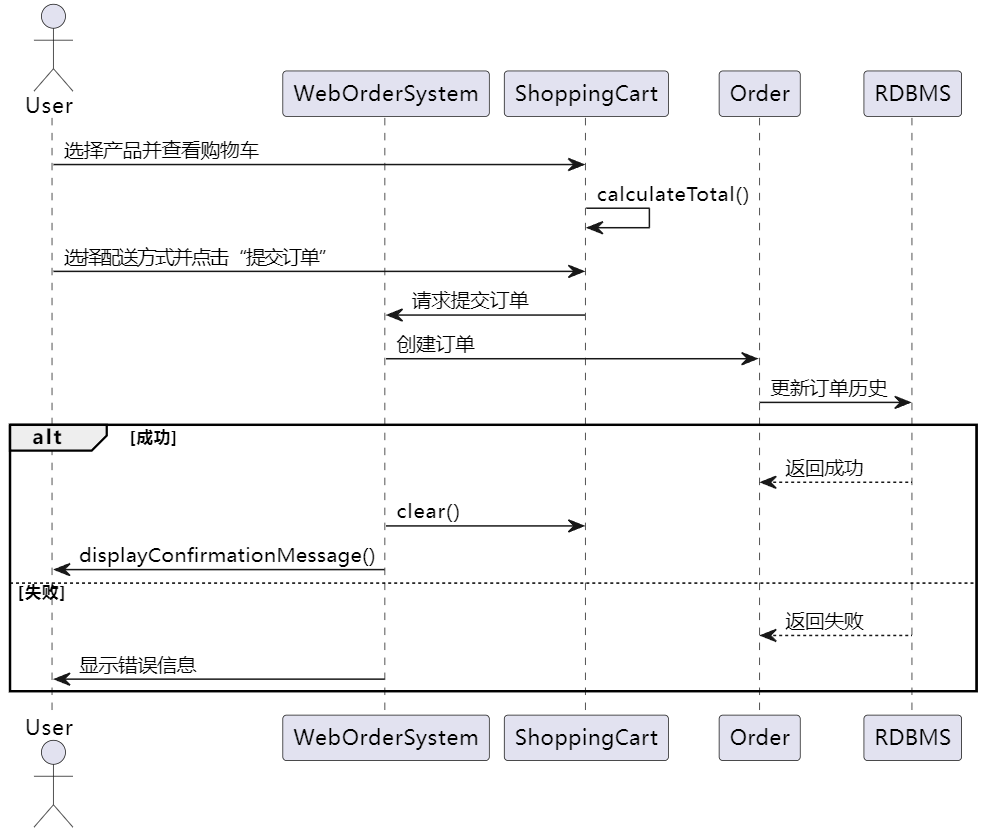 User
WebOrderSystem
ShoppingCart
Order
RDBMS
选择产品并查看购物车
calculateTotal()
选择配送方式并点击“提交订单”
请求提交订单
创建订单
更新订单历史
alt
[成功]
返回成功
clear()
displayConfirmationMessage()
[失败]
返回失败
显示错误信息
User
WebOrderSystem
ShoppingCart
Order
RDBMS